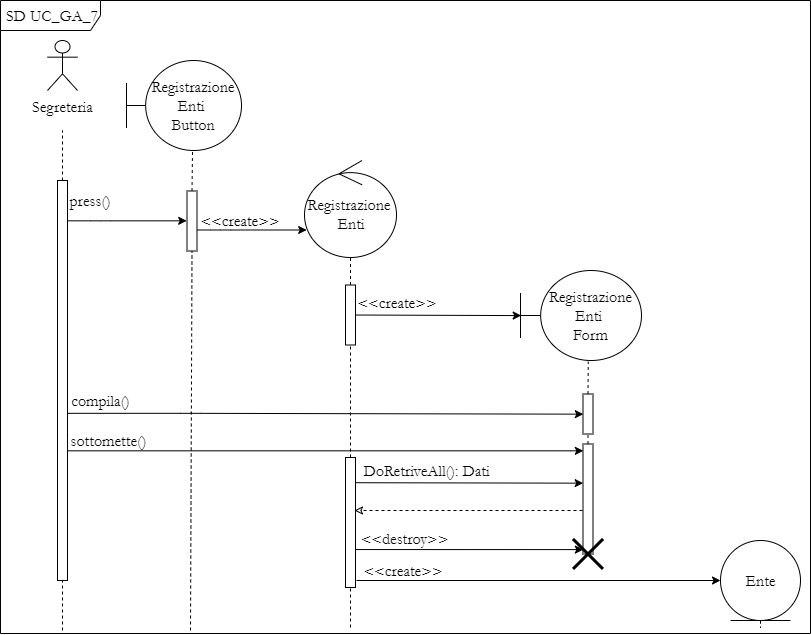 SD UC_GA_7
Segreteria
Registrazione
Enti
Button
press()
<<create>>
Registrazione
Enti
<<create>>
Registrazione
Enti
Form
compila()
sottomette()
DoRetriveAll(): Dati
<<destroy>>
<<create>>
Ente